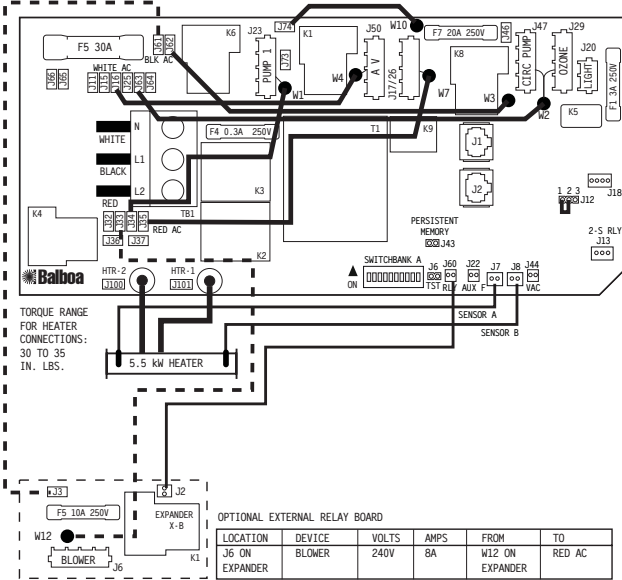 J74
W10
J23
K6
K1
J50
F7 20A 250V
J46
J47
J29
F5 30A
J61
J62
BLK AC
PUMP 1
J73
A V
J17/26
K8
CIRC PUMP
OZONE
J20
LIGHT
F1 3A 250V
WHITE AC
J66
J65
J11
J15
J16
J63
J64
W1
W4
W7
W3
W2
K5
N
WHITE
F4 0.3A 250V
T1
K9
L1
BLACK
J1
L2
RED
K3
J2
1 2 3
J12
J18
K4
J32
J33
J34
J35
TB1
RED AC
J36
J37
K2
PERSISTENT
MEMORY
J43
2-S RLY
J13
Balboa
HTR-2
J100
HTR-1
J101
ON
SWITCHBANK A
J6
TST
J60
RLY
J22
AUX F
J7
J8
J44
VAC
SENSOR A
SENSOR B
TORQUE RANGE
FOR HEATER
CONNECTIONS:
30 TO 35
IN. LBS.
5.5 kW HEATER
J3
J2
F5 10A 250V
EXPANDER
X-B
W12
K1
BLOWER
J6
OPTIONAL EXTERNAL RELAY BOARD
LOCATION DEVICE VOLTS AMPS FROM TO
J6 ON BLOWER 240V 8A W12 ON RED AC
EXPANDER EXPANDER